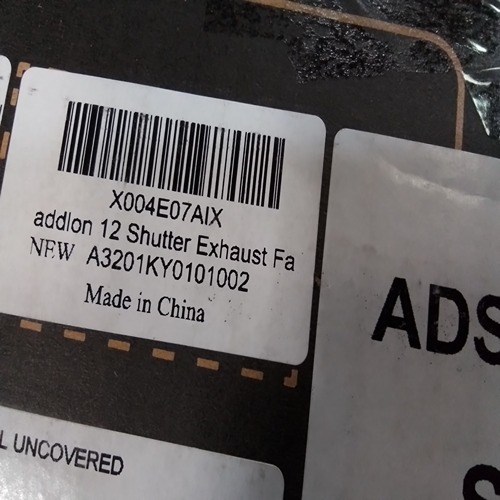 X004E07AIX
addlon 12 Shutter Exhaust Fa
NEW A3201KY0101002
Made in China
ADS
S
L UNCOVERED